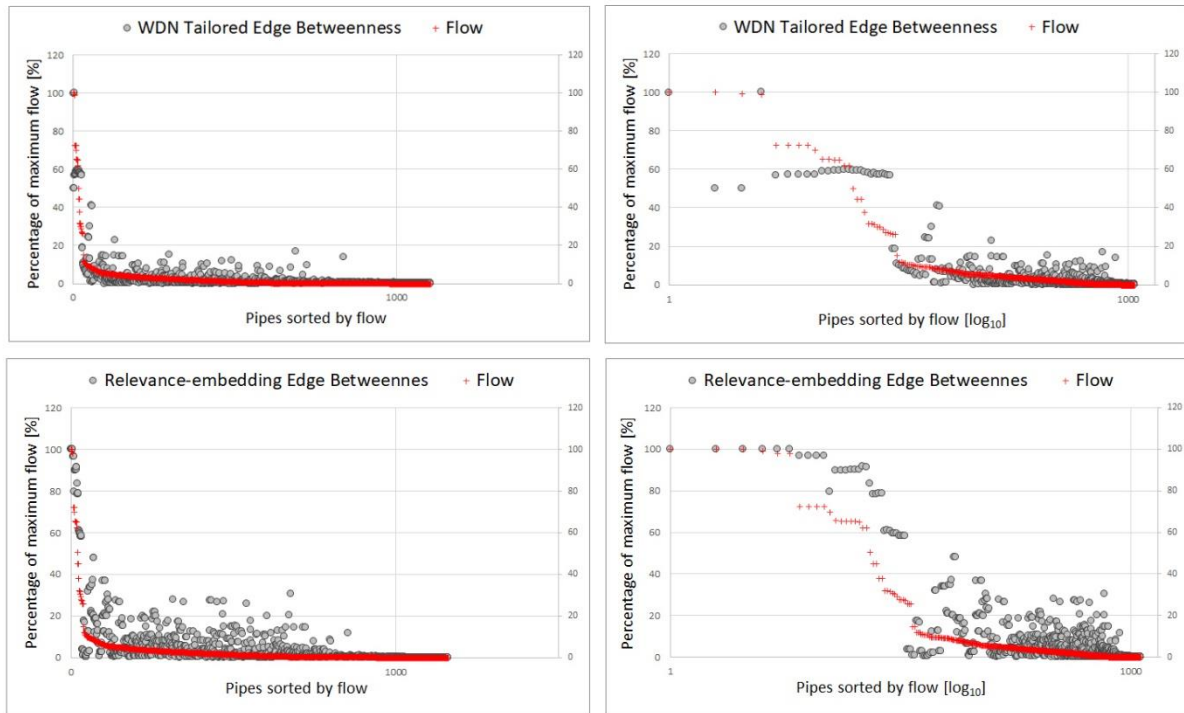 WDN Tailored Edge Betweenness Flow
Percentage of maximum flow [%]
120 120
100 100
80 80
60 60
40 40
20 20
0 0
0 1000
Pipes sorted by flow
WDN Tailored Edge Betweenness Flow
Percentage of maximum flow [%]
120 120
100 100
80 80
60 60
40 40
20 20
0 0
1 1000
Pipes sorted by flow [log₁₀]
Relevance-embedding Edge Betweennes Flow
Percentage of maximum flow [%]
120 120
100 100
80 80
60 60
40 40
20 20
0 0
0 1000
Pipes sorted by flow
Relevance-embedding Edge Betweennes Flow
Percentage of maximum flow [%]
120 120
100 100
80 80
60 60
40 40
20 20
0 0
1 1000
Pipes sorted by flow [log₁₀]